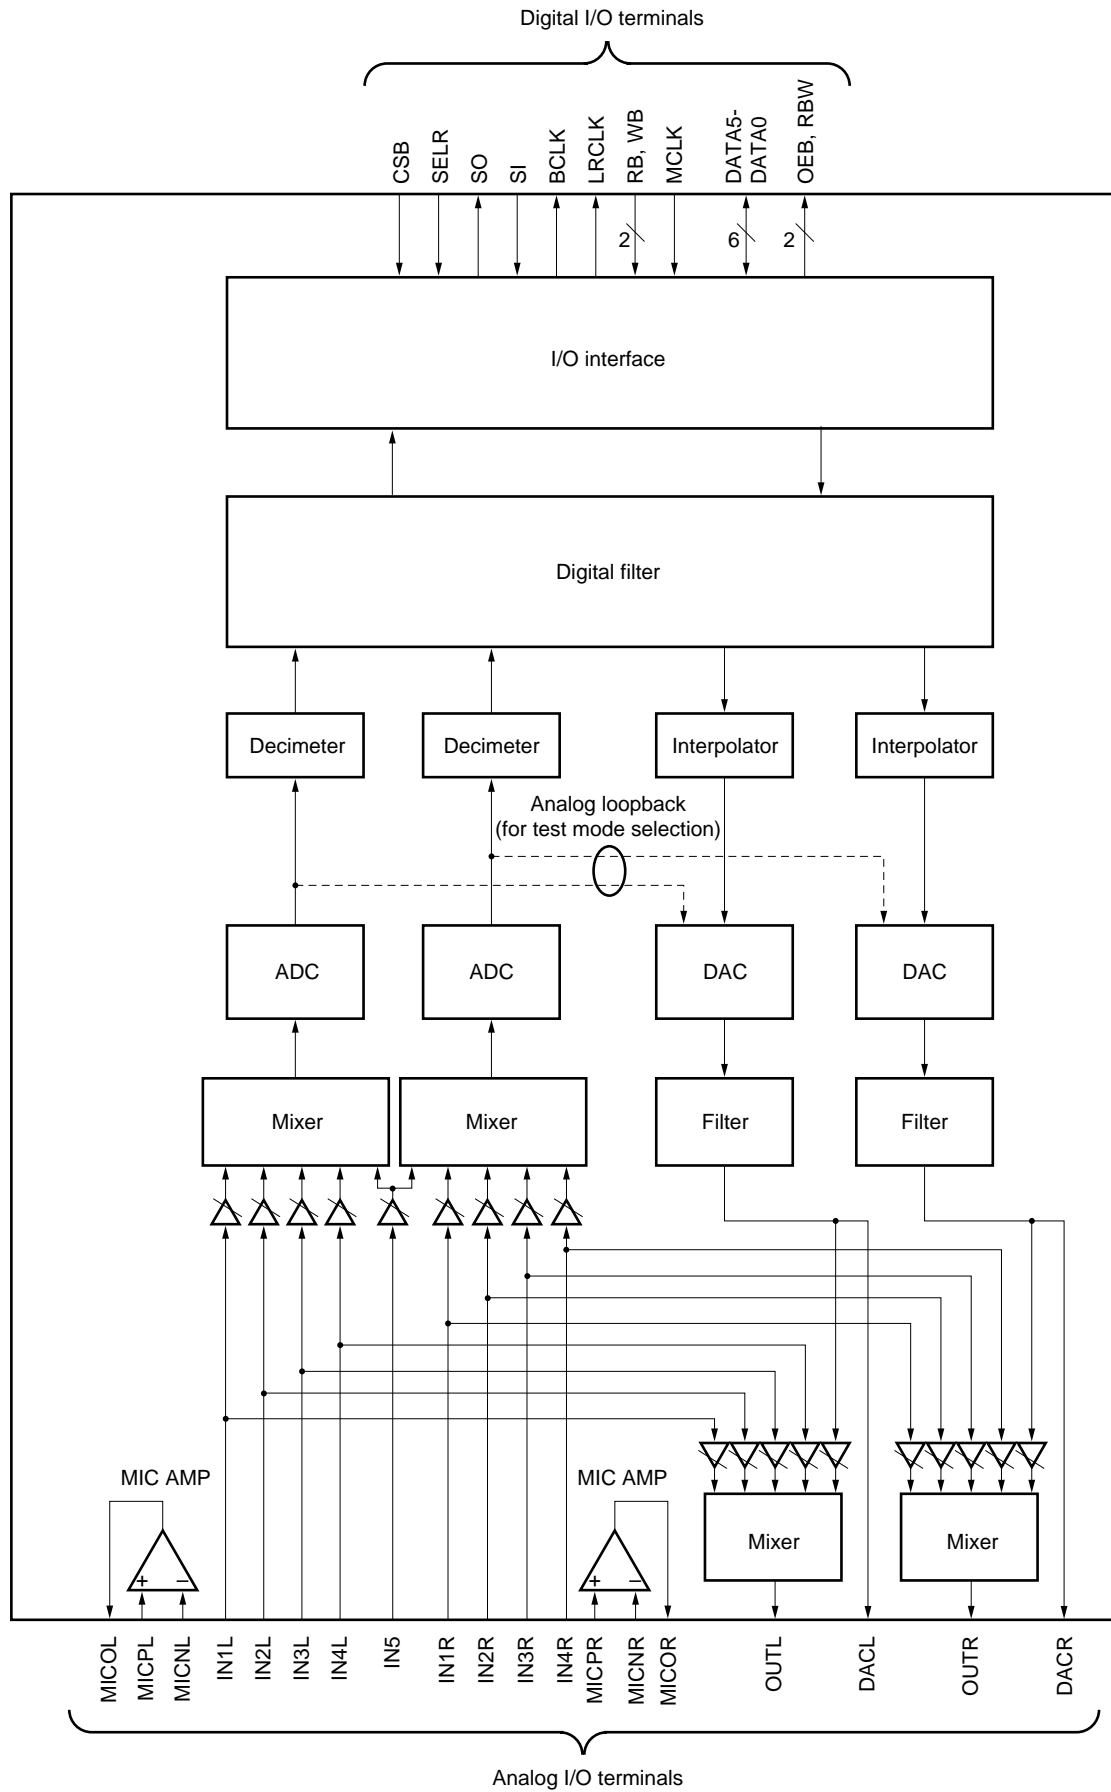 Digital I/O terminals
CSB
SELR
SO
SI
BCLK
LRCLK
RB, WB
MCLK
DATA5-
DATA0
OEB, RBW
2
6
2
I/O interface
Digital filter
Decimeter
Decimeter
Interpolator
Interpolator
Analog loopback
(for test mode selection)
ADC
ADC
DAC
DAC
Mixer
Mixer
Filter
Filter
MIC AMP
MIC AMP
+
−
+
−
Mixer
Mixer
MICOL
MICPL
MICNL
IN1L
IN2L
IN3L
IN4L
IN5
IN1R
IN2R
IN3R
IN4R
MICPR
MICNR
MICOR
OUTL
DACL
OUTR
DACR
Analog I/O terminals